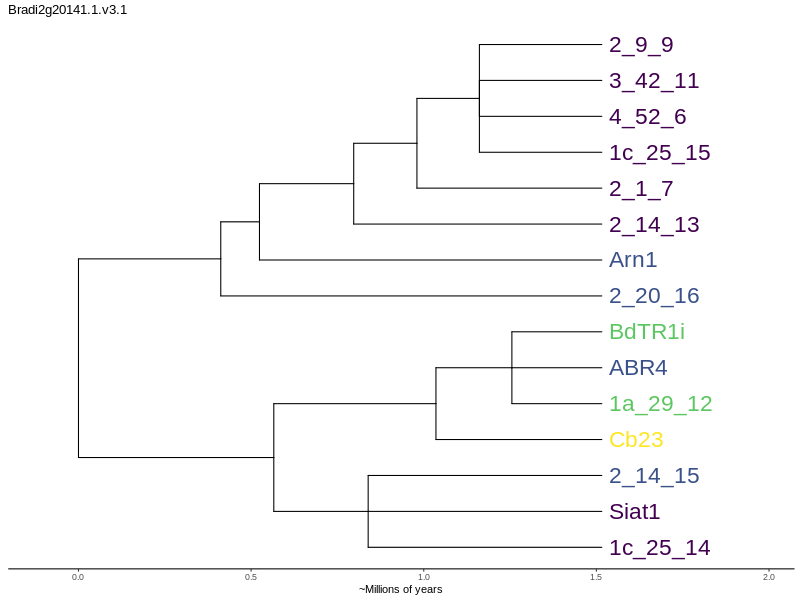 Bradi2g20141.1.v3.1
2_9_9
3_42_11
4_52_6
1c_25_15
2_1_7
2_14_13
Arn1
2_20_16
BdTR1i
ABR4
1a_29_12
Cb23
2_14_15
Siat1
1c_25_14
0.0 0.5 1.0 1.5 2.0
~Millions of years